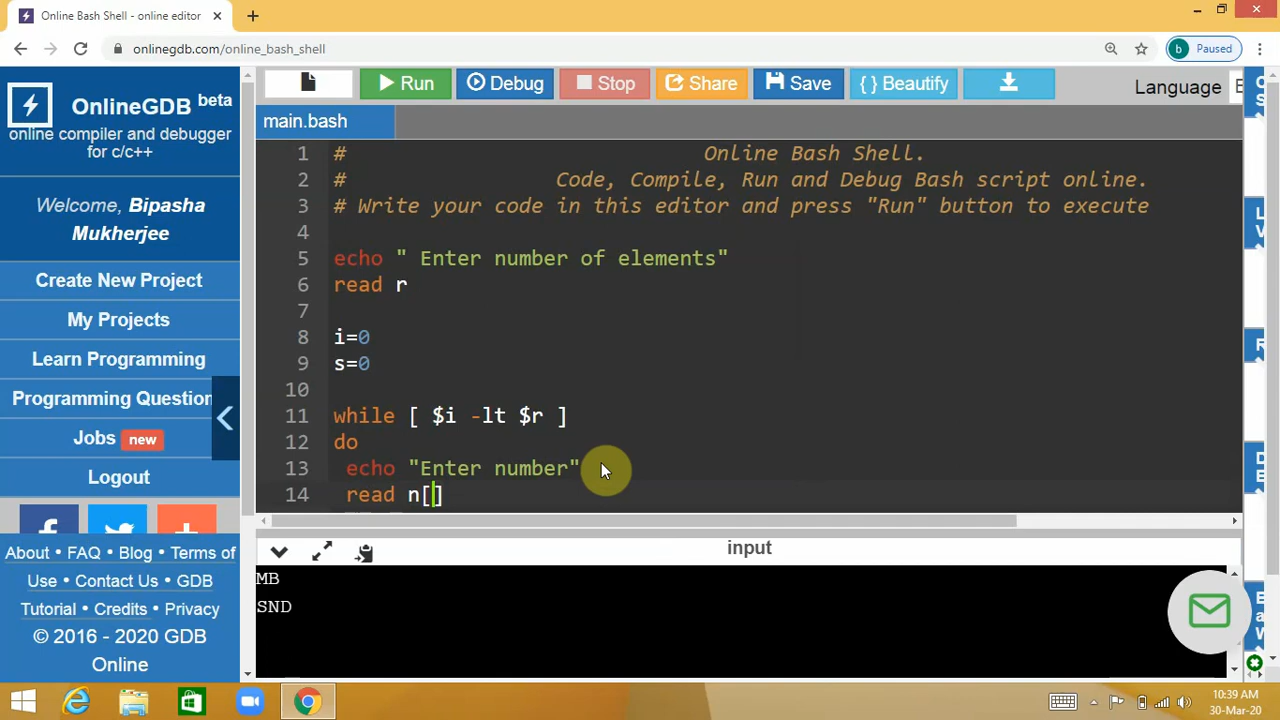 Online Bash Shell - online editor
onlinegdb.com/online_bash_shell
b Paused
OnlineGDB beta
online compiler and debugger
for c/c++
Welcome, Bipasha
Mukherjee
Create New Project
My Projects
Learn Programming
Programming Question
Jobs new
Logout
About • FAQ • Blog • Terms of
Use • Contact Us • GDB
Tutorial • Credits • Privacy
© 2016 - 2020 GDB
Online
Run Debug Stop Share Save { } Beautify
Language
main.bash
1 # Online Bash Shell.
2 # Code, Compile, Run and Debug Bash script online.
3 # Write your code in this editor and press "Run" button to execute
4
5 echo " Enter number of elements"
6 read r
7
8 i=0
9 s=0
10
11 while [ $i -lt $r ]
12 do
13 echo "Enter number"
14 read n[]
input
MB
SND
10:39 AM
30-Mar-20